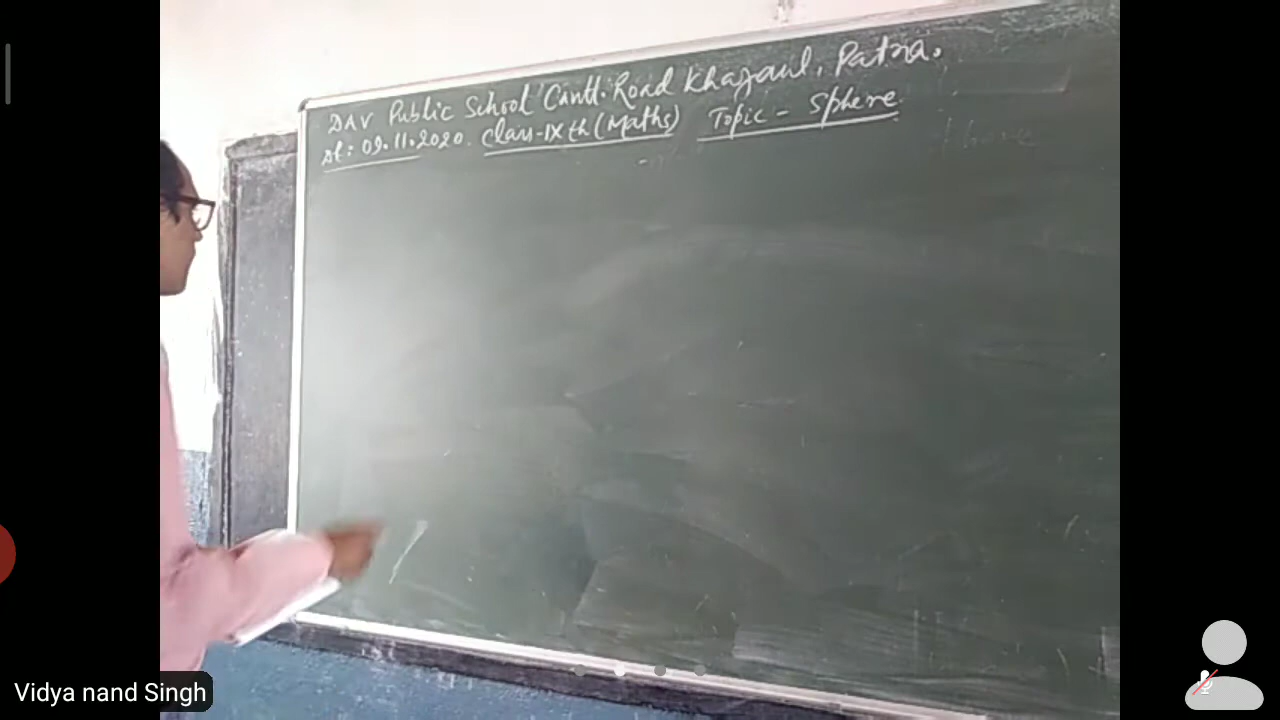 DAV Public School Cantt. Road Khagaul, Patna.
dt: 09.11.2020. Class-IX th (Maths) Topic - Sphere
Vidya nand Singh